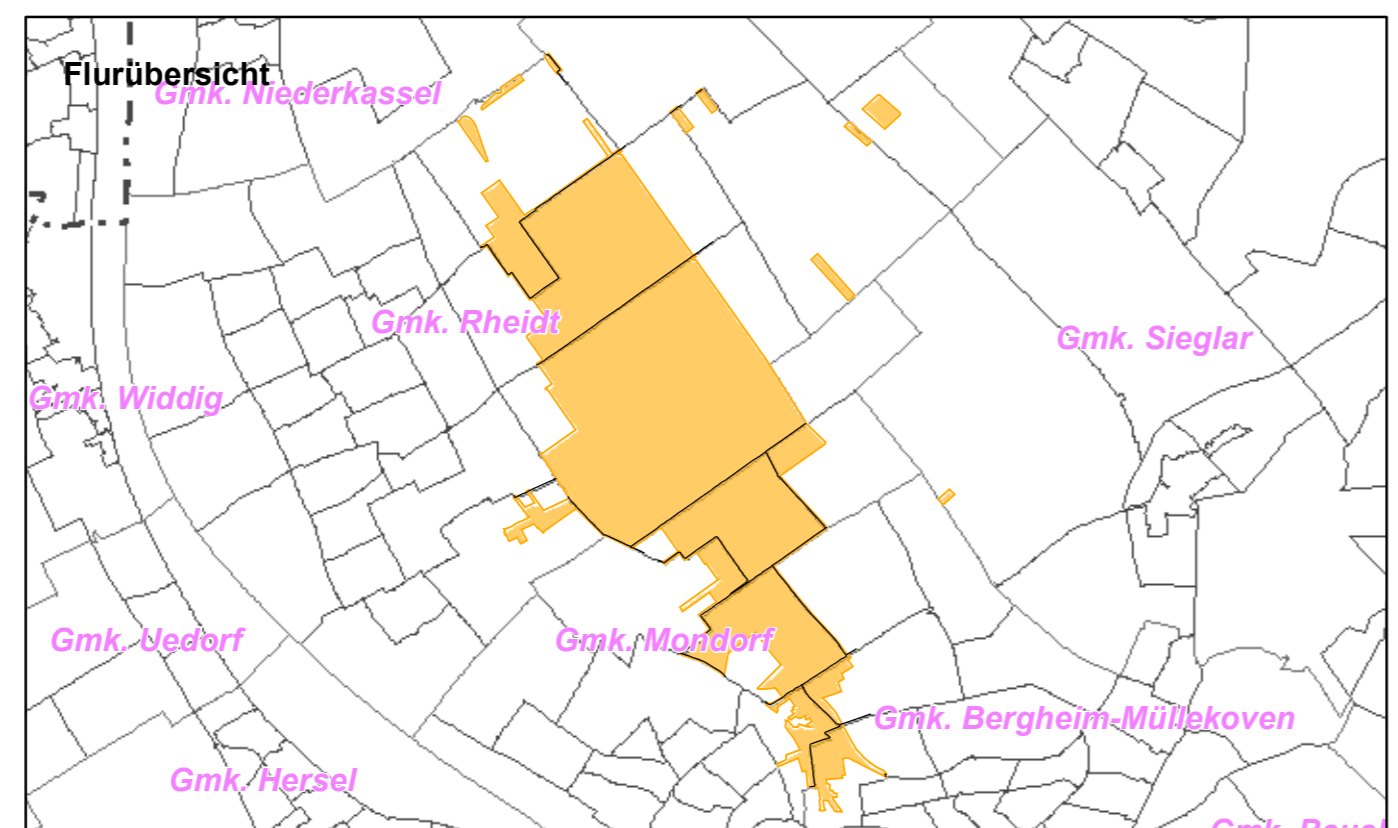 Flurübersicht
Gmk. Niederkassel
Gmk. Rheidt
Gmk. Sieglar
Gmk. Widdig
Gmk. Uedorf
Gmk. Mondorf
Gmk. Bergheim-Müllekoven
Gmk. Hersel